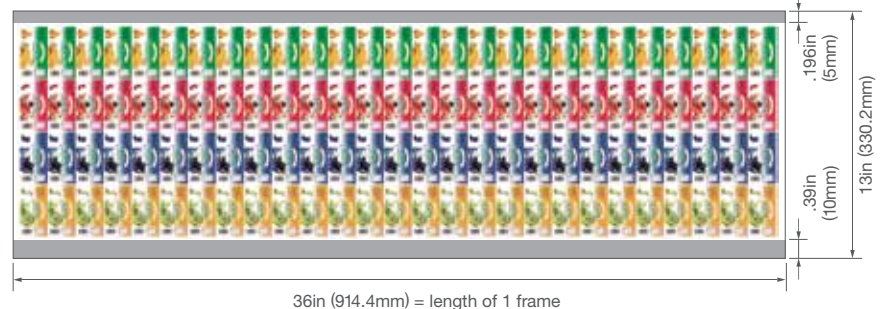 .196in
(5mm)
.39in
(10mm)
13in (330.2mm)
36in (914.4mm) = length of 1 frame